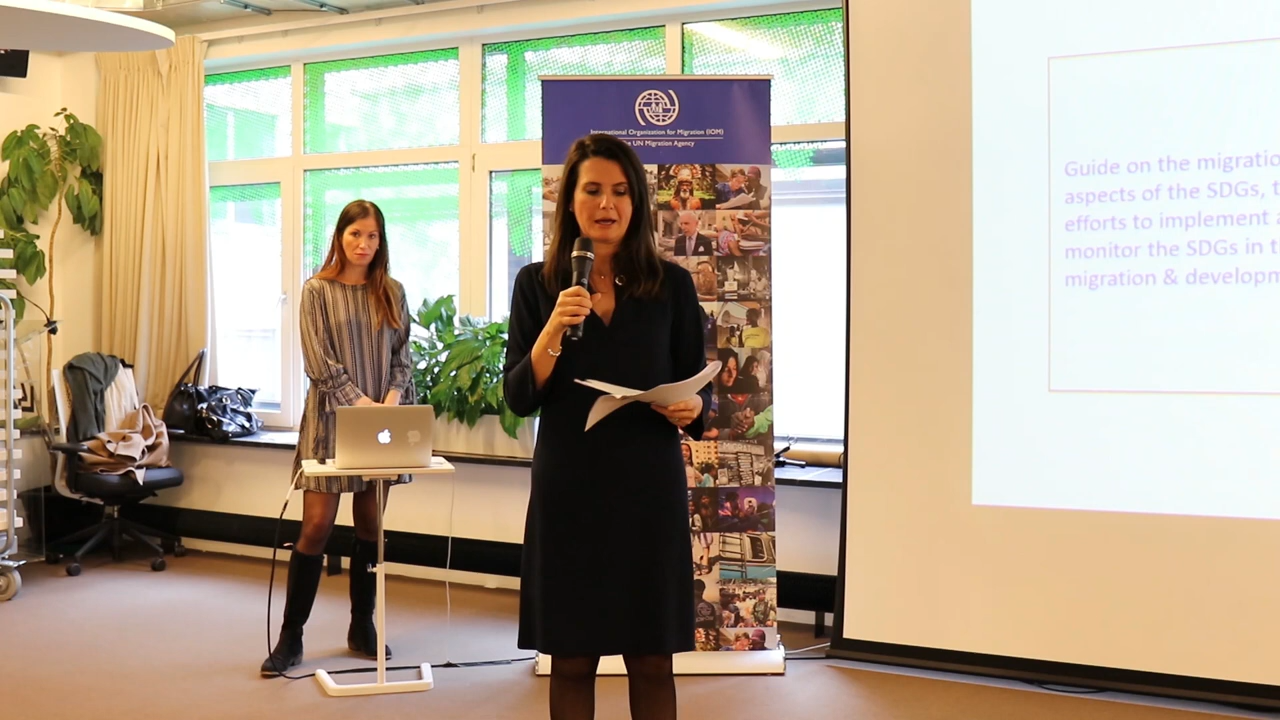 International Organization for Migration (IOM)
The UN Migration Agency
Guide on the migratio
aspects of the SDGs, t
efforts to implement
monitor the SDGs in t
migration & developm